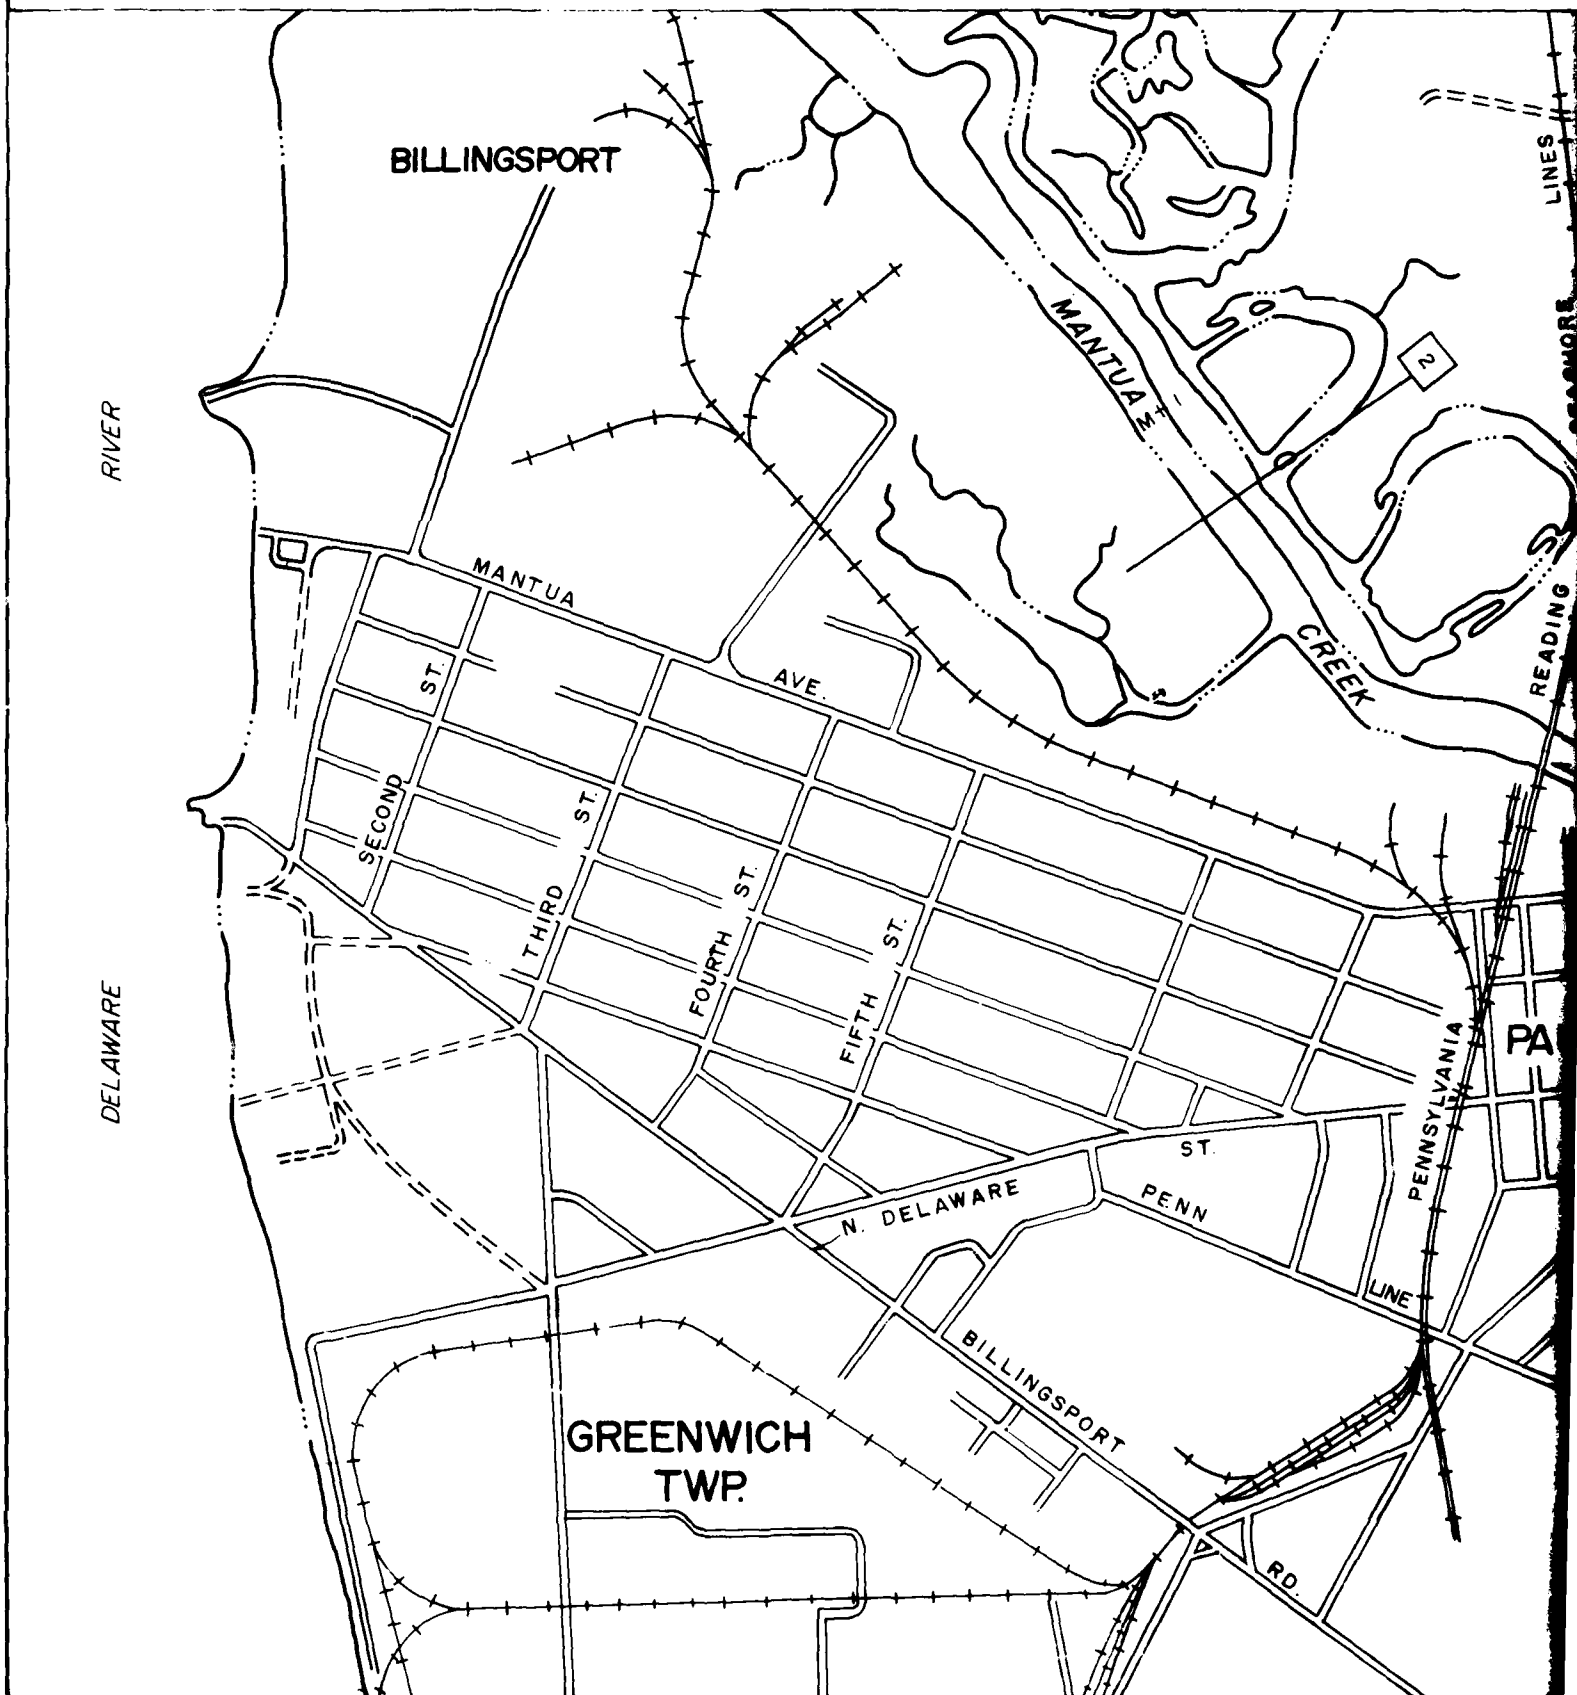 BILLINGSPORT
LINES
MANTUA
2
RIVER
MANTUA
AVE.
CREEK
READING
ST.
SECOND
ST.
THIRD
ST.
FOURTH
ST.
FIFTH
DELAWARE
PENNSYLVANIA
PA
ST.
N. DELAWARE
PENN
LINE
BILLINGSPORT
RD.
GREENWICH
TWP.